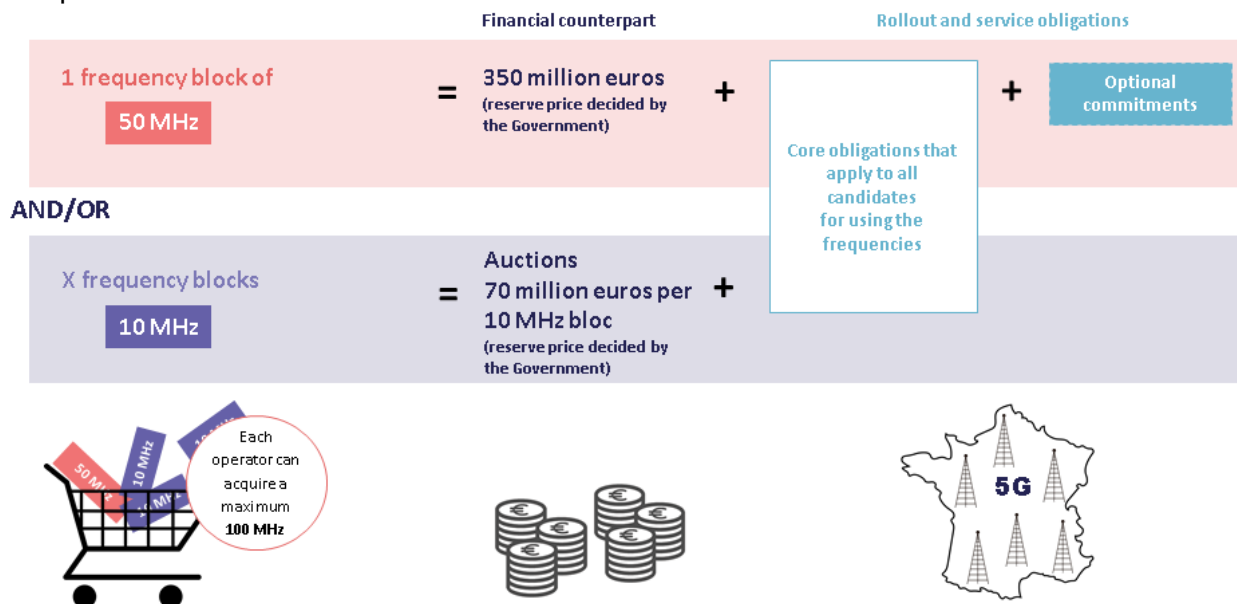 Financial counterpart
Rollout and service obligations
1 frequency block of
50 MHz
=
350 million euros
(reserve price decided by
the Government)
+
Core obligations that
apply to all
candidates
for using the
frequencies
+
Optional
commitments
AND/OR
X frequency blocks
10 MHz
=
Auctions
70 million euros per
10 MHz bloc
(reserve price decided by
the Government)
+
50 MHz
10 MHz
10 MHz
Each
operator can
acquire a
maximum
100 MHz
5G